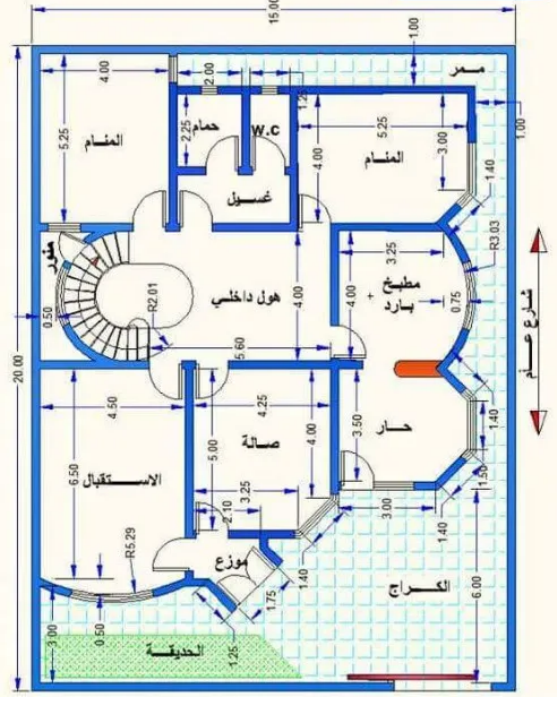 15.00
1.00
ممر
4.00
2.00
1.25
1.00
5.25
المنام
2.25
حمام
w.c
4.00
5.25
المنام
3.00
1.40
غسيل
منور
0.50
R2.01
هول داخلي
4.00
5.60
3.25
4.00
مطبخ
بارد
+
0.75
R3.03
شارع عام
20.00
4.50
6.50
الاستقبال
R5.29
4.25
5.00
صالة
4.00
3.25
2.10
3.50
حار
1.40
1.50
3.00
1.40
موزع
1.40
1.75
1.25
الكراج
6.00
3.00
0.50
الحديقة